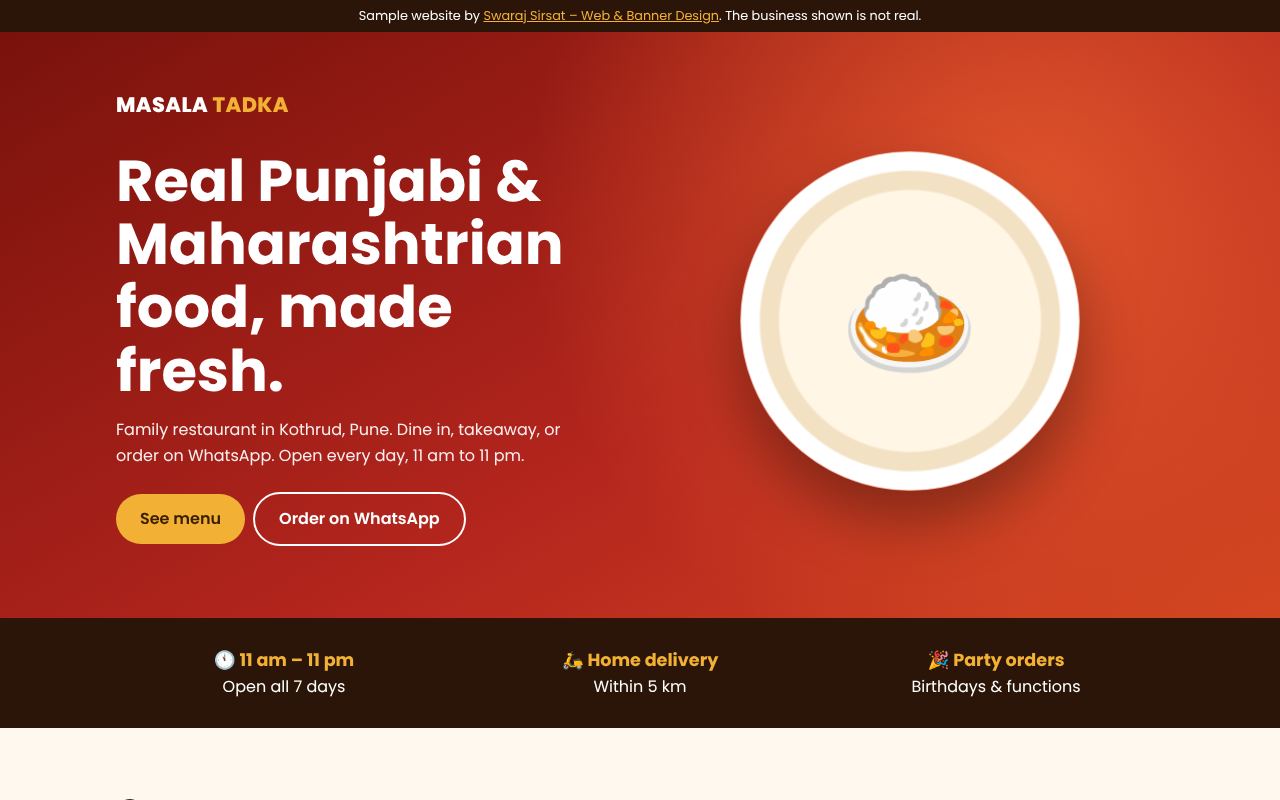 Sample website by Swaraj Sirsat – Web & Banner Design. The business shown is not real.
MASALA TADKA
Real Punjabi &
Maharashtrian
food, made
fresh.
Family restaurant in Kothrud, Pune. Dine in, takeaway, or
order on WhatsApp. Open every day, 11 am to 11 pm.
See menu
Order on WhatsApp
11 am – 11 pm
Open all 7 days
Home delivery
Within 5 km
Party orders
Birthdays & functions